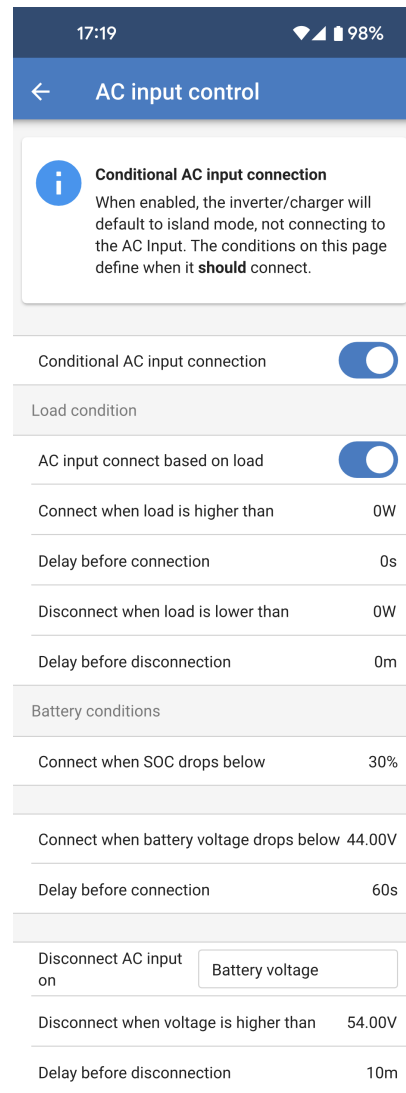 17:19 98%
AC input control
Conditional AC input connection
When enabled, the inverter/charger will
default to island mode, not connecting to
the AC Input. The conditions on this page
define when it should connect.
Conditional AC input connection
Load condition
AC input connect based on load
Connect when load is higher than 0W
Delay before connection 0s
Disconnect when load is lower than 0W
Delay before disconnection 0m
Battery conditions
Connect when SOC drops below 30%
Connect when battery voltage drops below 44.00V
Delay before connection 60s
Disconnect AC input
on
Battery voltage
Disconnect when voltage is higher than 54.00V
Delay before disconnection 10m